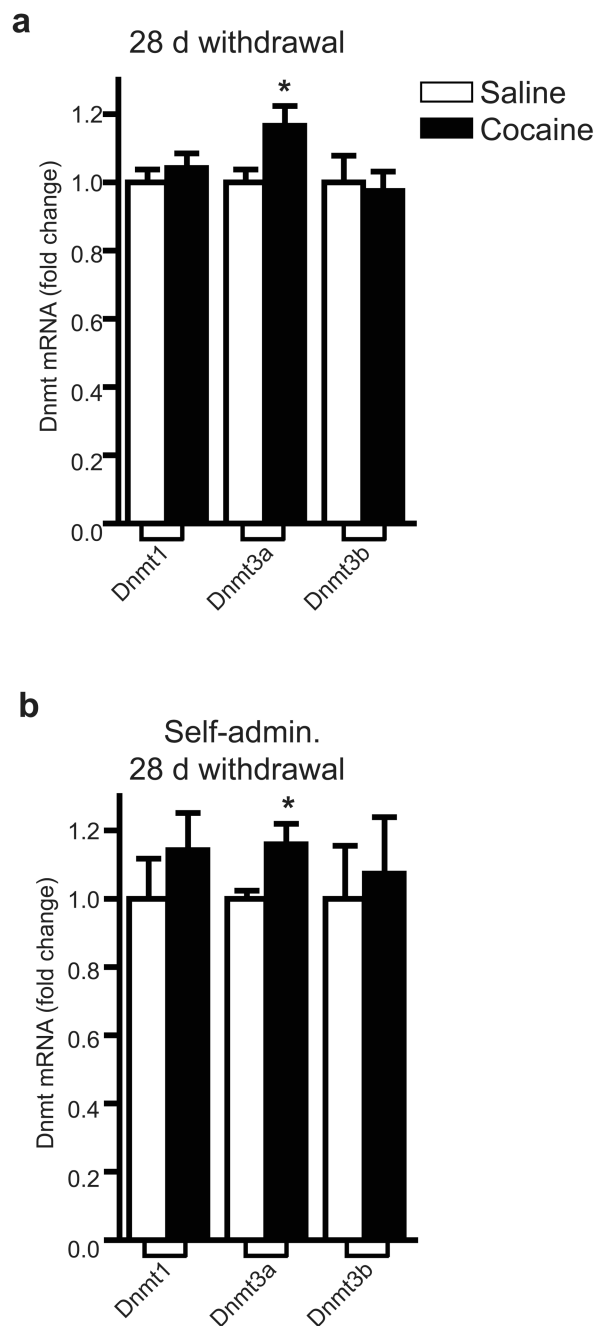 a
28 d withdrawal
Saline
Cocaine
*
Dnmt mRNA (fold change)
1.2
1.0
0.8
0.6
0.4
0.2
0.0
Dnmt1
Dnmt3a
Dnmt3b
b
Self-admin.
28 d withdrawal
*
Dnmt mRNA (fold change)
1.2
1.0
0.8
0.6
0.4
0.2
0.0
Dnmt1
Dnmt3a
Dnmt3b